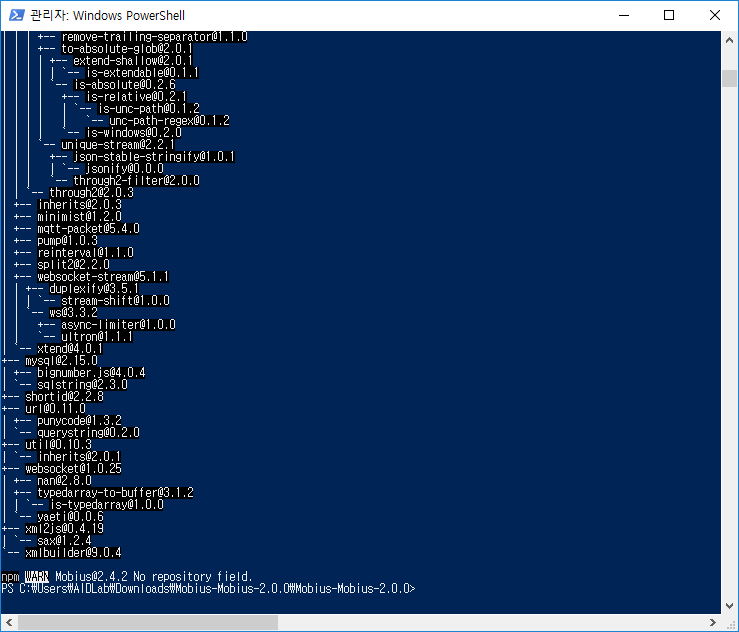 관리자: Windows PowerShell
| | | +-- remove-trailing-separator@1.1.0
| | | +-- to-absolute-glob@2.0.1
| | | | +-- extend-shallow@2.0.1
| | | | | `-- is-extendable@0.1.1
| | | | `-- is-absolute@0.2.6
| | | |   +-- is-relative@0.2.1
| | | |   | `-- is-unc-path@0.1.2
| | | |   |   `-- unc-path-regex@0.1.2
| | | |   `-- is-windows@0.2.0
| | | `-- unique-stream@2.2.1
| | |   +-- json-stable-stringify@1.0.1
| | |   | `-- jsonify@0.0.0
| | |   `-- through2-filter@2.0.0
| | `-- through2@2.0.3
| +-- inherits@2.0.3
| +-- minimist@1.2.0
| +-- mqtt-packet@5.4.0
| +-- pump@1.0.3
| +-- reinterval@1.1.0
| +-- split2@2.2.0
| +-- websocket-stream@5.1.1
| | +-- duplexify@3.5.1
| | | `-- stream-shift@1.0.0
| | `-- ws@3.3.2
| |   +-- async-limiter@1.0.0
| |   `-- ultron@1.1.1
| `-- xtend@4.0.1
+-- mysql@2.15.0
| +-- bignumber.js@4.0.4
| `-- sqlstring@2.3.0
+-- shortid@2.2.8
+-- url@0.11.0
| +-- punycode@1.3.2
| `-- querystring@0.2.0
+-- util@0.10.3
| `-- inherits@2.0.1
+-- websocket@1.0.25
| +-- nan@2.8.0
| +-- typedarray-to-buffer@3.1.2
| | `-- is-typedarray@1.0.0
| `-- yaeti@0.0.6
+-- xml2js@0.4.19
| `-- sax@1.2.4
`-- xmlbuilder@9.0.4
npm WARN Mobius@2.4.2 No repository field.
PS C:₩Users₩AIDLab₩Downloads₩Mobius-Mobius-2.0.0₩Mobius-Mobius-2.0.0>